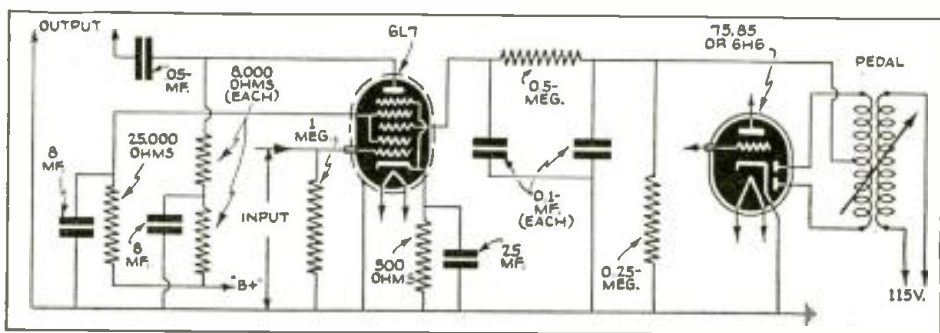 OUTPUT
.05-
MF.
8,000
OHMS
(EACH)
6L7
75,85
OR 6H6
PEDAL
8
MF.
25,000
OHMS
8
MF.
1
MEG
INPUT
"B+"
0.5-
MEG.
0.1-
MF.
(EACH)
500
OHMS
25
MF.
0.25-
MEG.
115V.